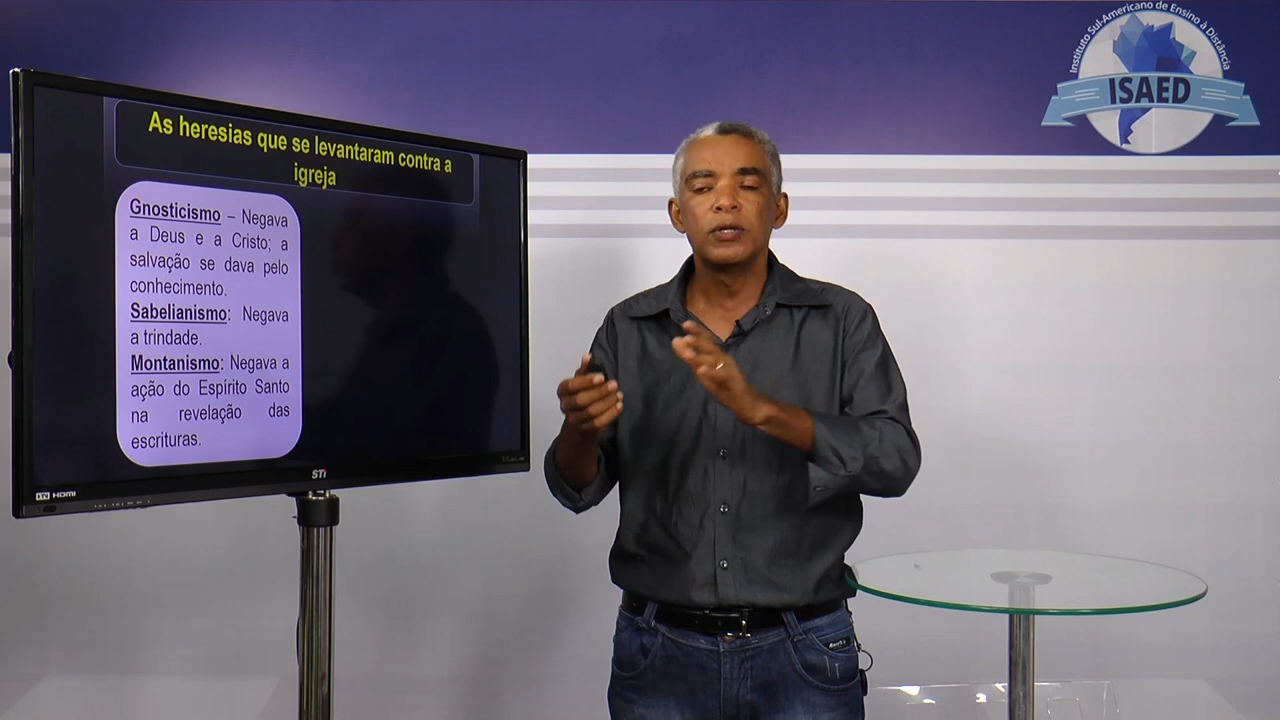 Instituto Sul-Americano de Ensino à Distância
ISAED
As heresias que se levantaram contra a
igreja
Gnosticismo – Negava
a Deus e a Cristo; a
salvação se dava pelo
conhecimento.
Sabelianismo: Negava
a trindade.
Montanismo: Negava a
ação do Espírito Santo
na revelação das
escrituras.
STi
HDMI